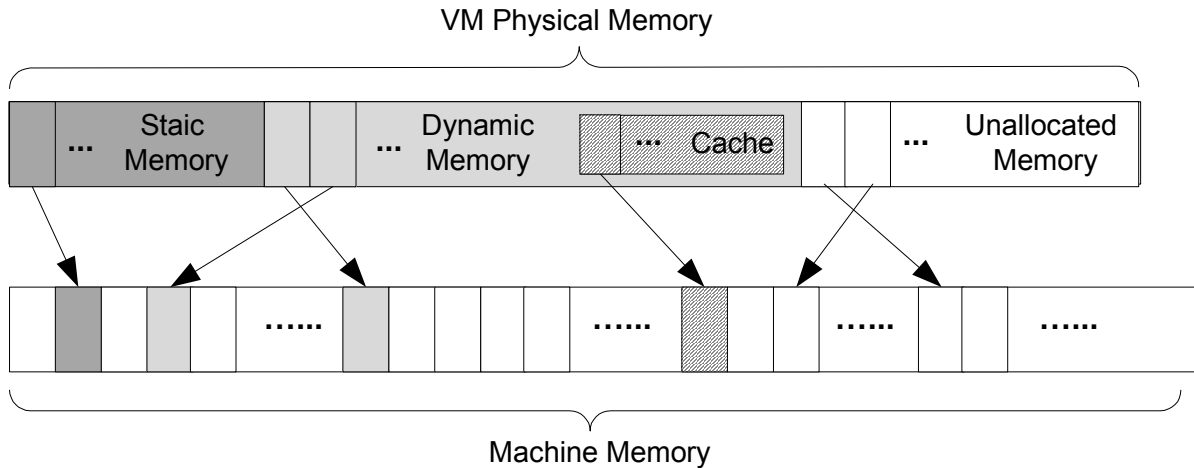 VM Physical Memory
... Staic Memory
... Dynamic Memory
... Cache
... Unallocated Memory
...... ...... ...... ......
Machine Memory